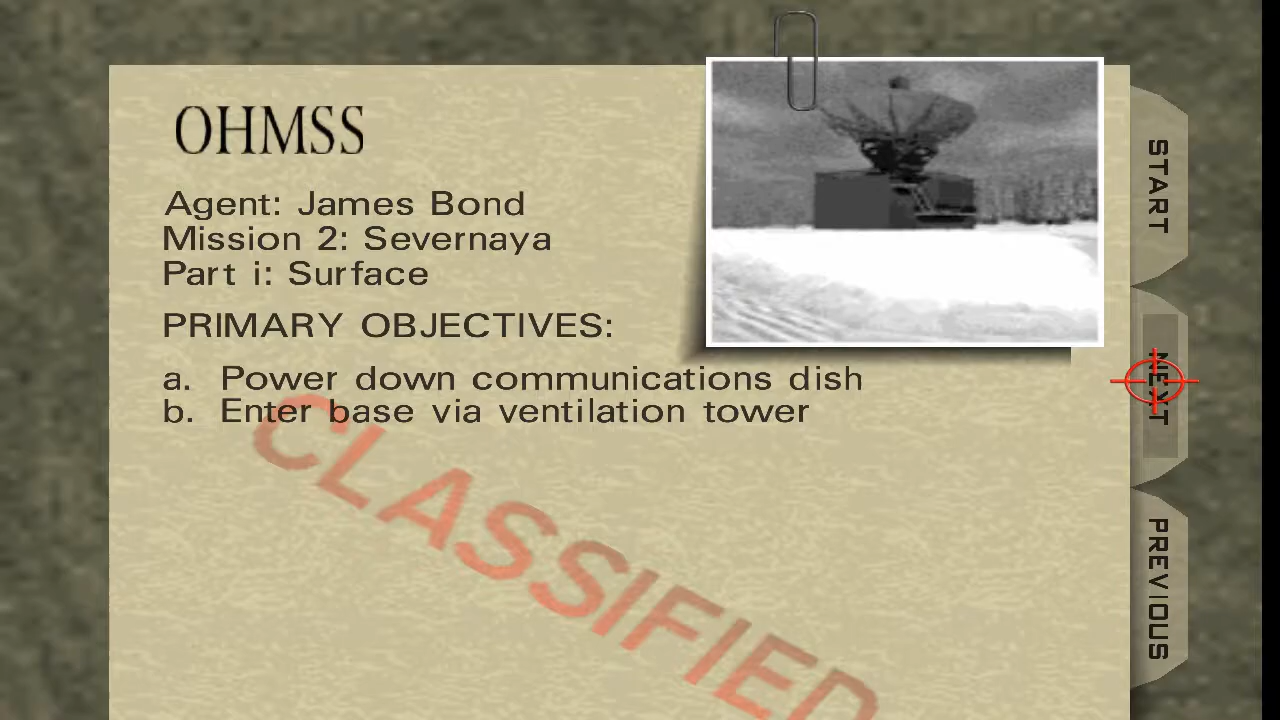 OHMSS
Agent: James Bond
Mission 2: Severnaya
Part i: Surface
PRIMARY OBJECTIVES:
a. Power down communications dish
b. Enter base via ventilation tower
CLASSIFIED
START
NEXT
PREVIOUS